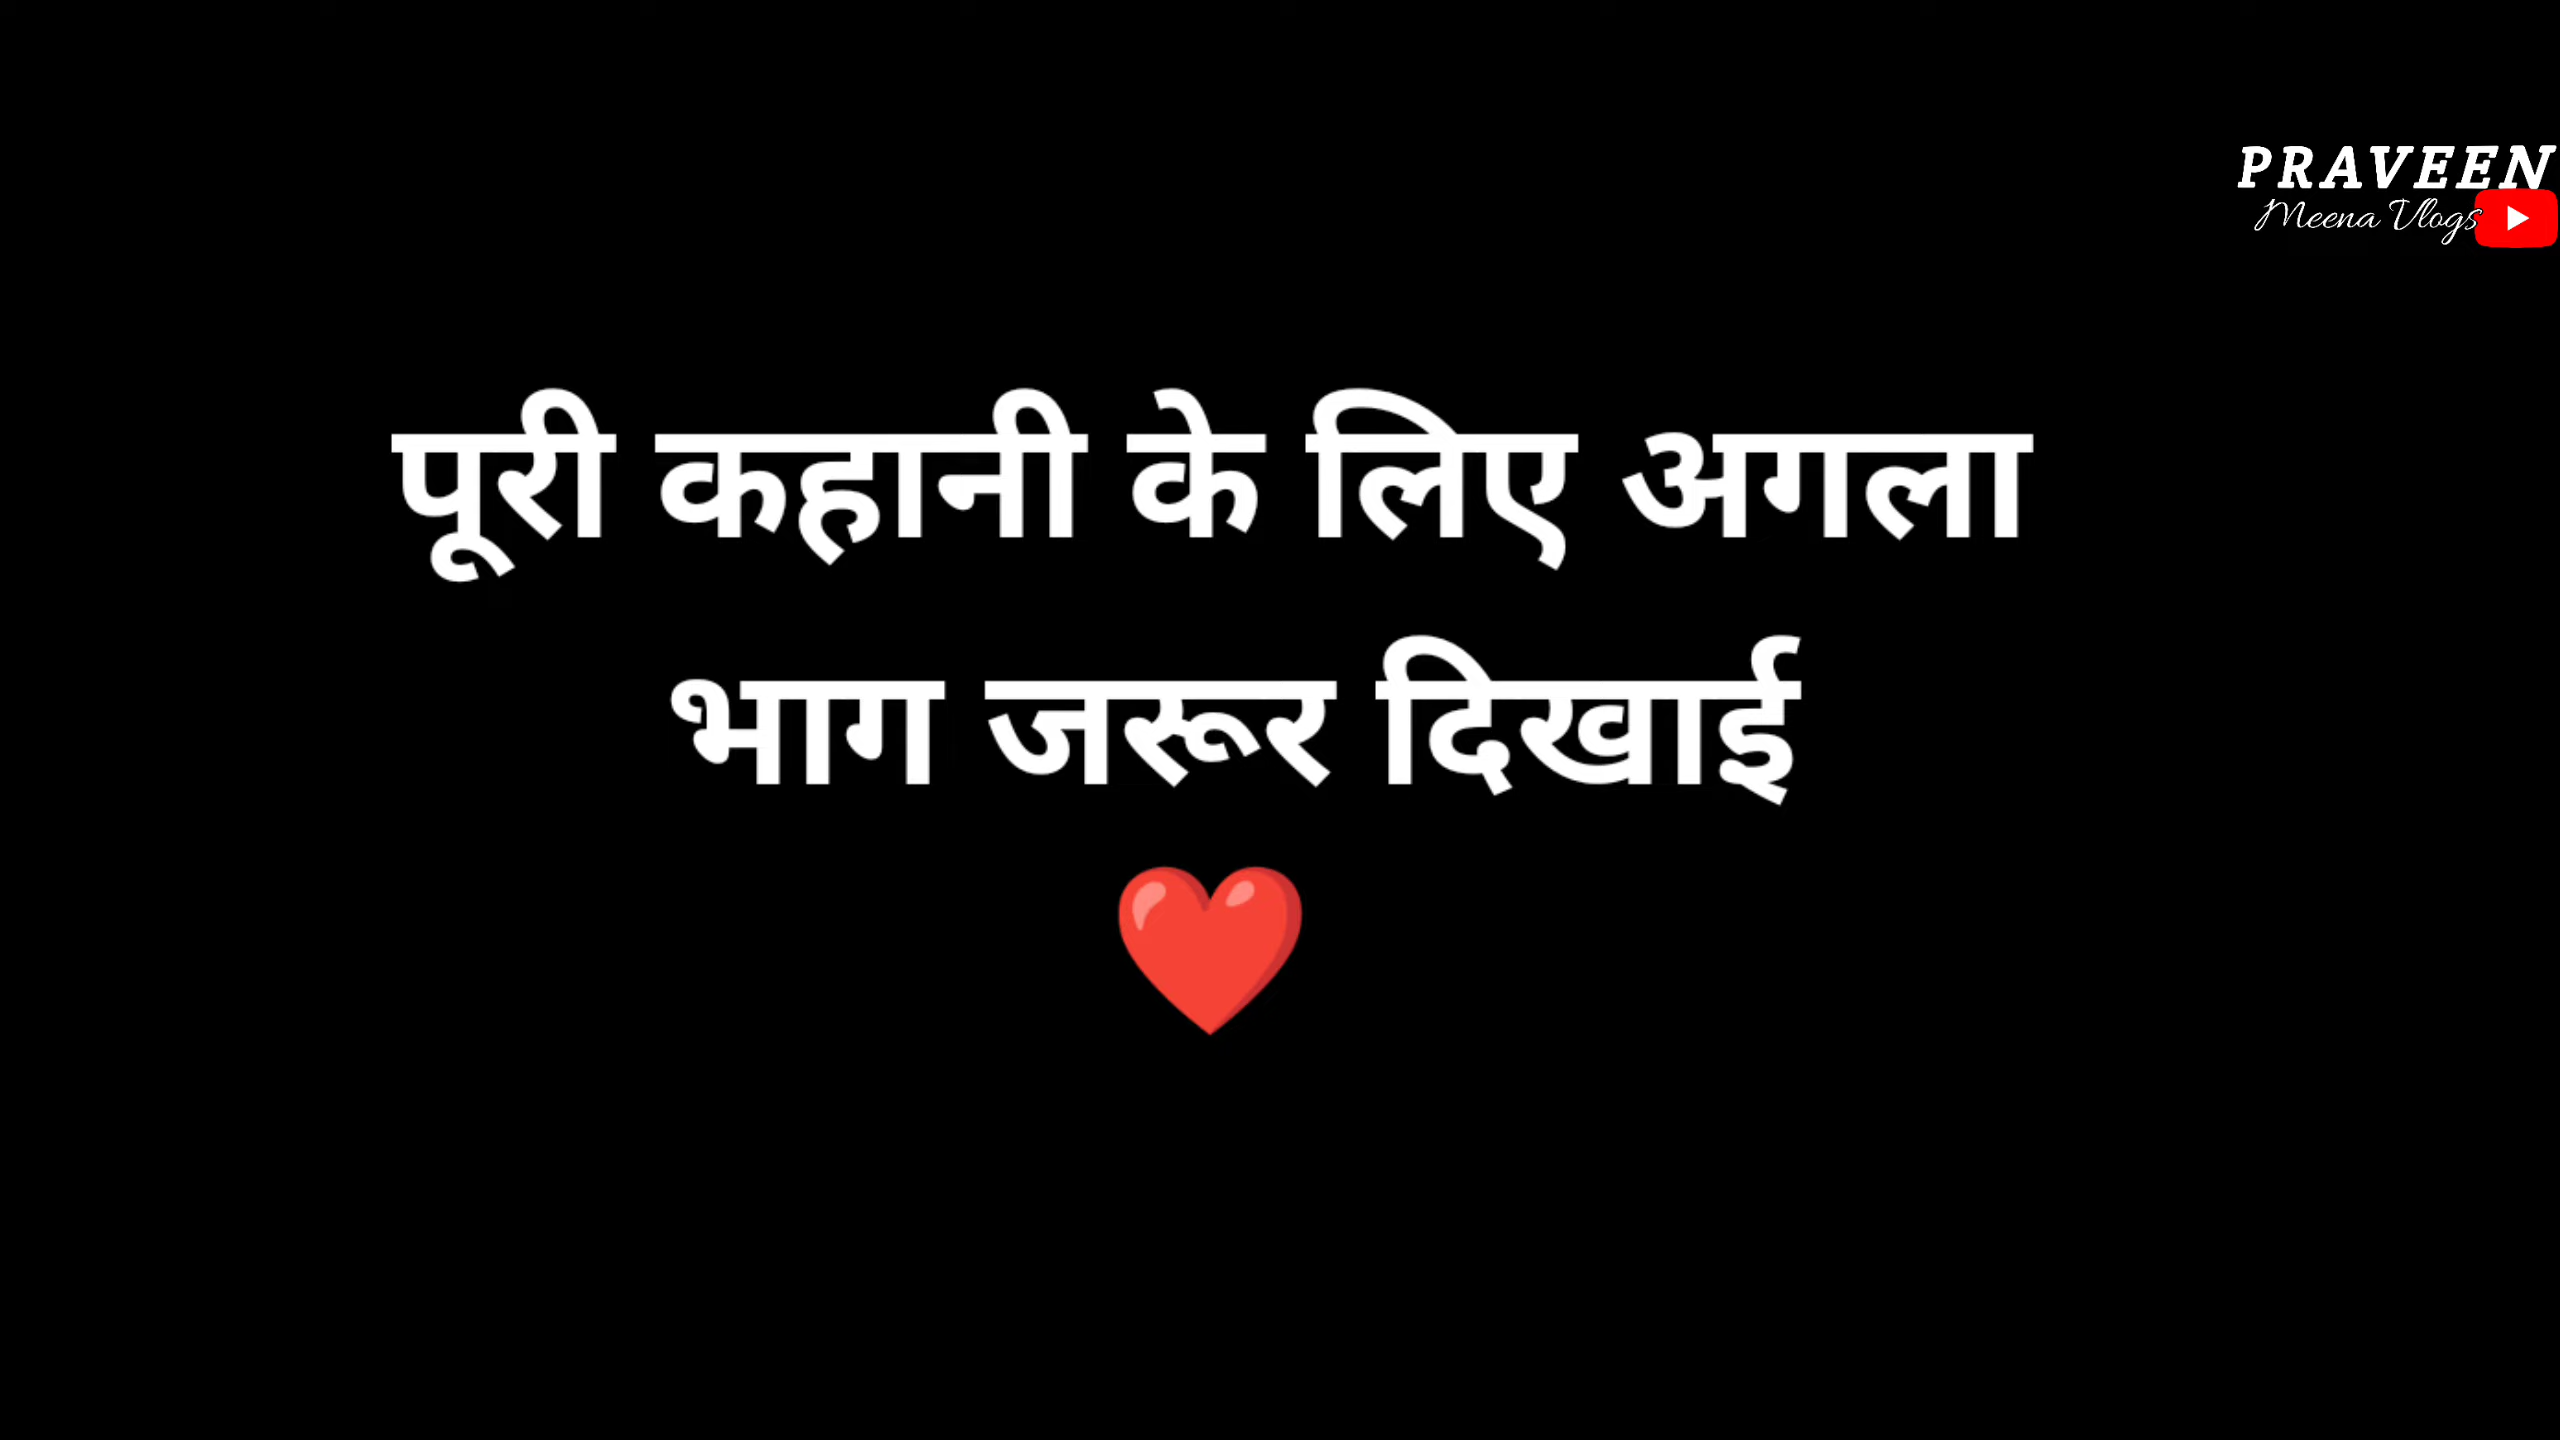 PRAVEEN
Meena Vlogs
पूरी कहानी के लिए अगला
भाग जरूर दिखाई